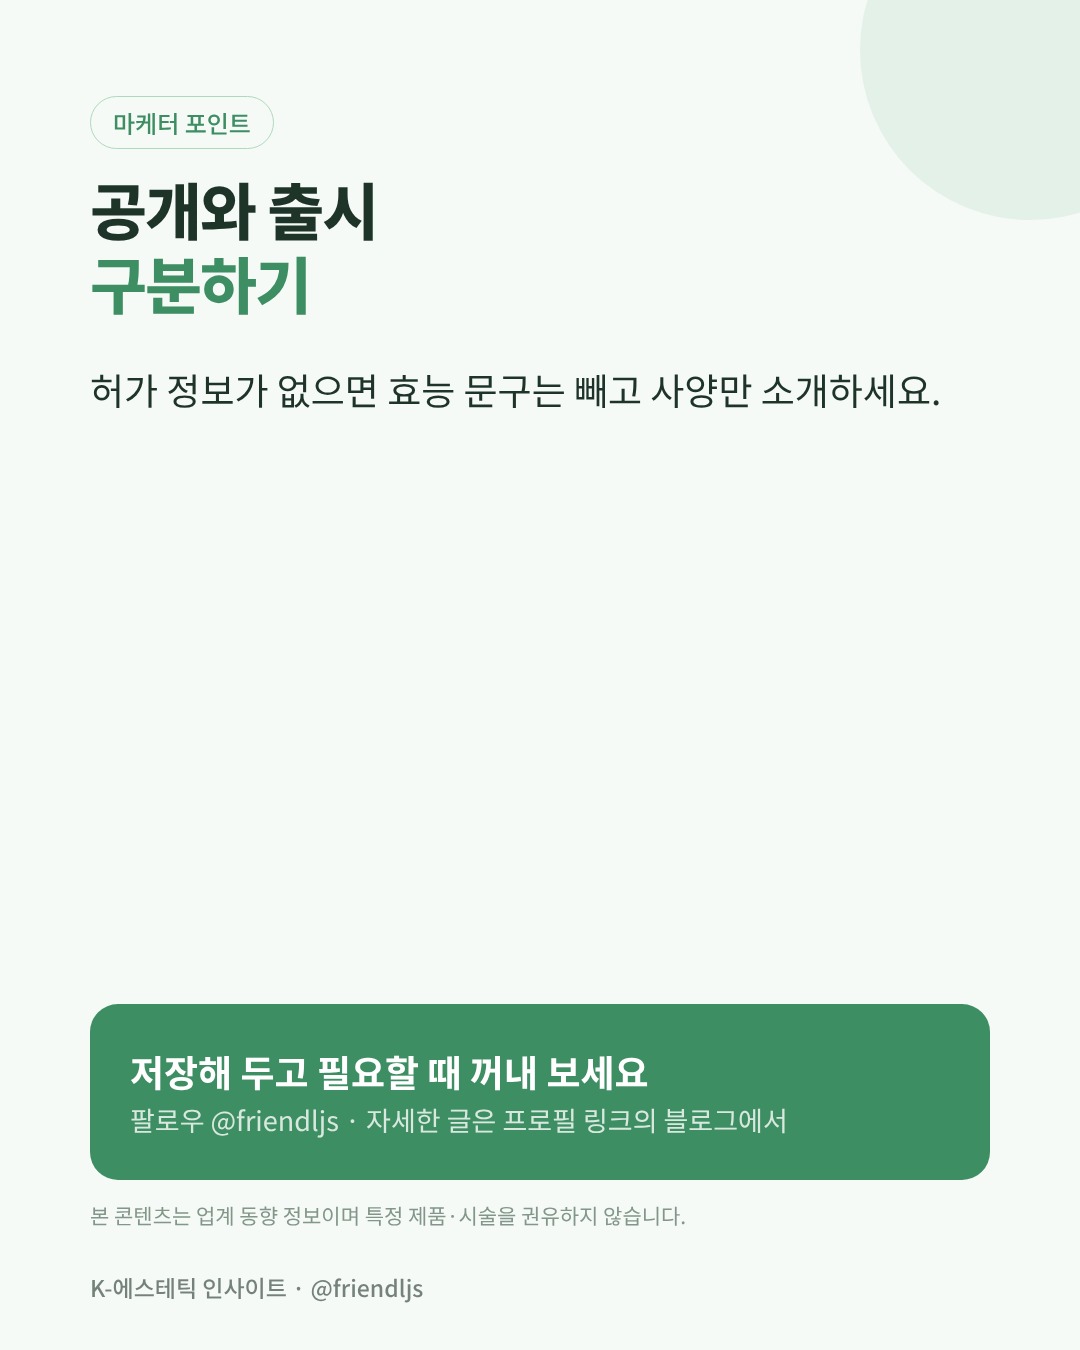 마케터 포인트
공개와 출시
구분하기
허가 정보가 없으면 효능 문구는 빼고 사양만 소개하세요.
저장해 두고 필요할 때 꺼내 보세요
팔로우 @friendljs · 자세한 글은 프로필 링크의 블로그에서
본 콘텐츠는 업계 동향 정보이며 특정 제품·시술을 권유하지 않습니다.
K-에스테틱 인사이트 · @friendljs